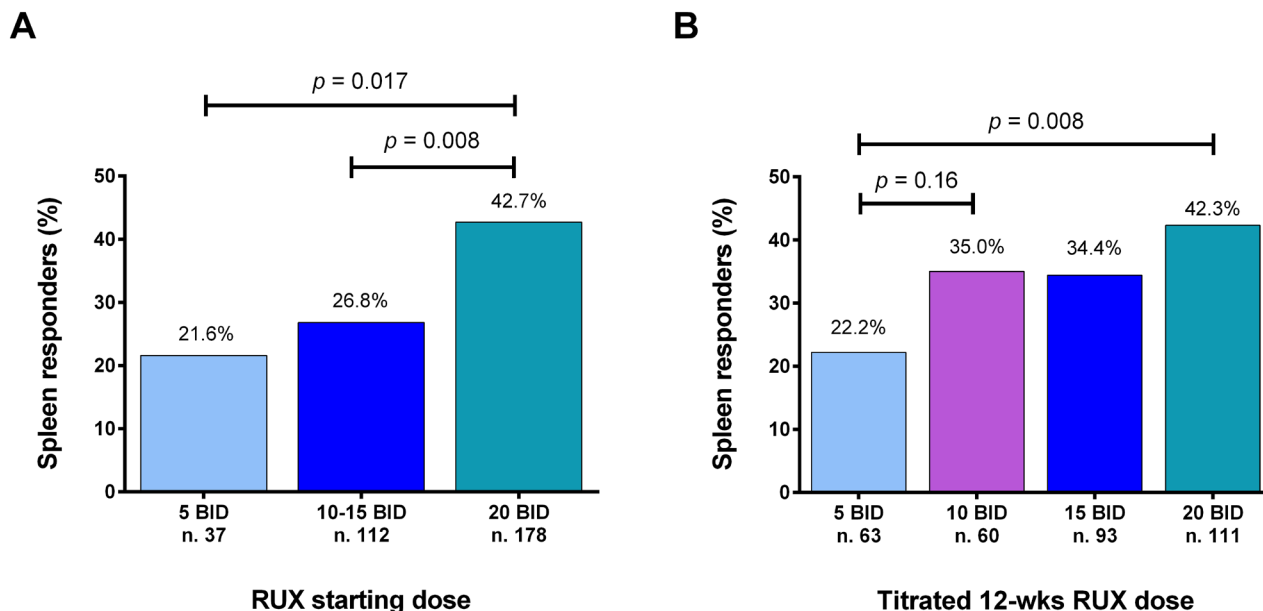 A
p = 0.017
p = 0.008
Spleen responders (%)
50
40
30
20
10
0
21.6%
26.8%
42.7%
5 BID
n. 37
10-15 BID
n. 112
20 BID
n. 178
RUX starting dose
B
p = 0.008
p = 0.16
Spleen responders (%)
50
40
30
20
10
0
22.2%
35.0%
34.4%
42.3%
5 BID
n. 63
10 BID
n. 60
15 BID
n. 93
20 BID
n. 111
Titrated 12-wks RUX dose